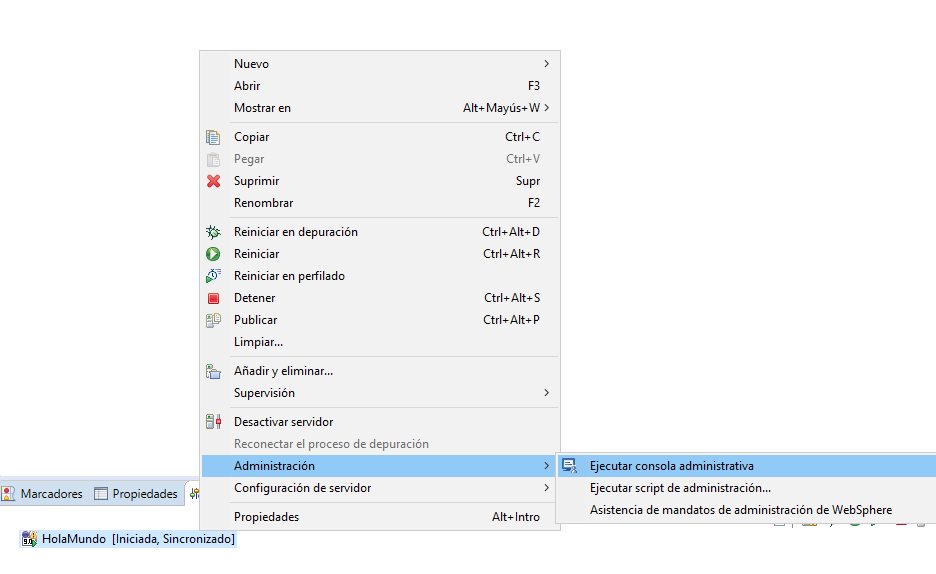 Nuevo
Abrir F3
Mostrar en Alt+Mayús+W
Copiar Ctrl+C
Pegar Ctrl+V
Suprimir Supr
Renombrar F2
Reiniciar en depuración Ctrl+Alt+D
Reiniciar Ctrl+Alt+R
Reiniciar en perfilado
Detener Ctrl+Alt+S
Publicar Ctrl+Alt+P
Limpiar...
Añadir y eliminar...
Supervisión
Desactivar servidor
Reconectar el proceso de depuración
Administración
Ejecutar consola administrativa
Configuración de servidor
Ejecutar script de administración...
Asistencia de mandatos de administración de WebSphere
Propiedades Alt+Intro
Marcadores Propiedades
9.0 HolaMundo [Iniciada, Sincronizado]